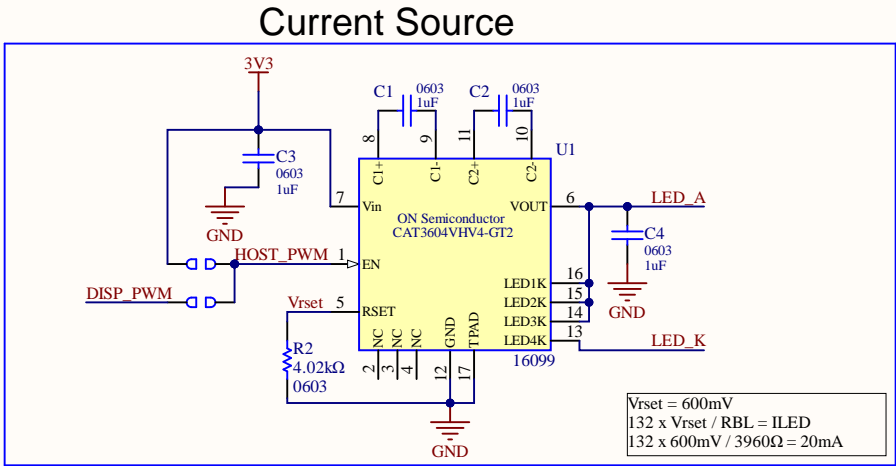 Current Source
3V3
C1
0603
1uF
C2
0603
1uF
8
9
11
10
U1
C3
0603
1uF
C1+
C1-
C2+
C2-
7
Vin
VOUT
6
LED_A
ON Semiconductor
CAT3604VHV4-GT2
GND
C4
0603
1uF
HOST_PWM
1
EN
DISP_PWM
LED1K
16
LED2K
15
LED3K
14
LED4K
13
GND
Vrset
5
RSET
LED_K
R2
4.02kΩ
0603
NC
NC
NC
GND
TPAD
16099
2
3
4
12
17
GND
Vrset = 600mV
132 x Vrset / RBL = ILED
132 x 600mV / 3960Ω = 20mA